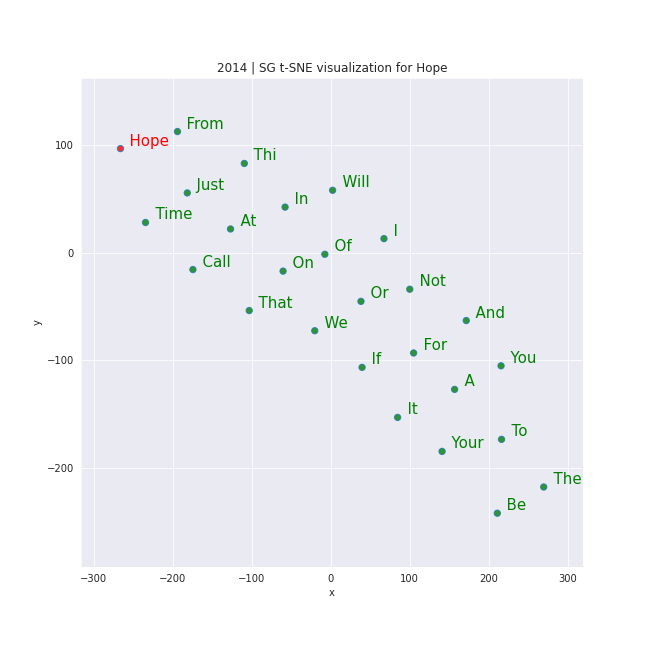 2014 | SG t-SNE visualization for Hope
From
Hope
Thi
Will
Just
In
Time
At
I
Of
Call
On
Not
Or
That
And
We
For
If
You
A
It
To
Your
The
Be
100
0
−100
−200
y
−300 −200 −100 0 100 200 300
x